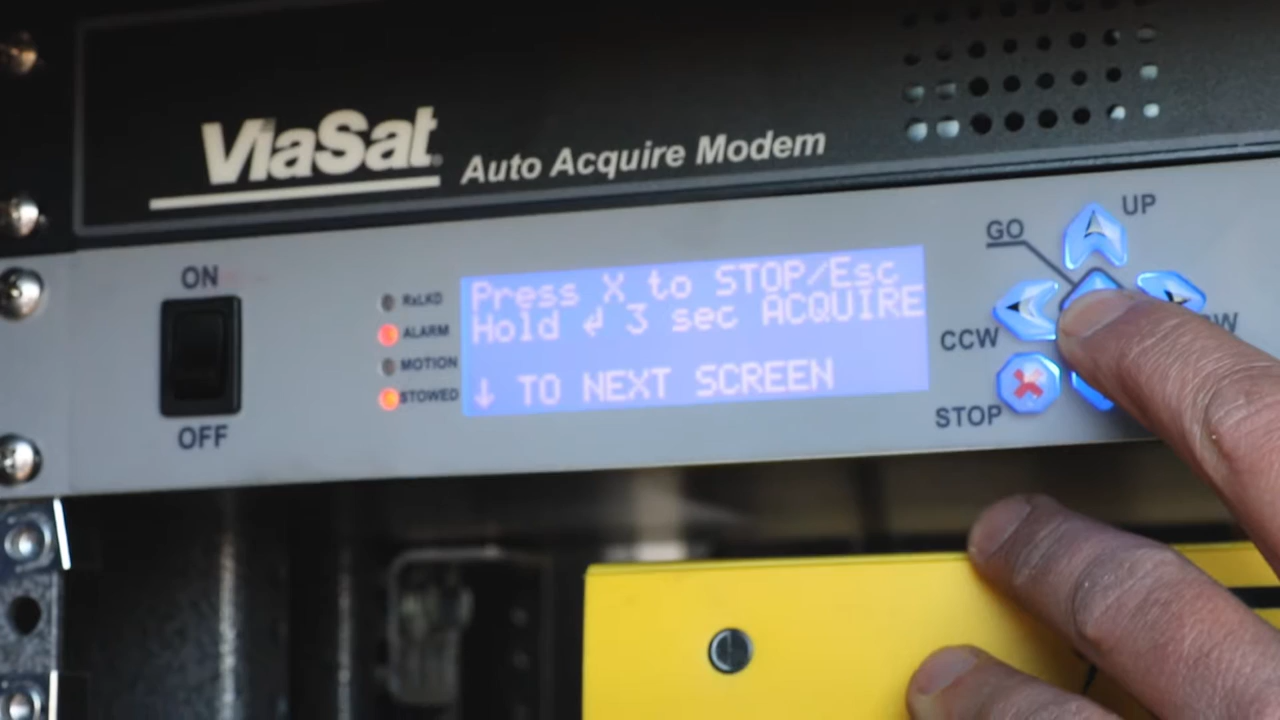 ViaSat
Auto Acquire Modem
ON
OFF
RxLKD
ALARM
MOTION
STOWED
Press X to STOP/Esc
Hold ↲ 3 sec ACQUIRE
↓ TO NEXT SCREEN
GO
UP
CCW
STOP